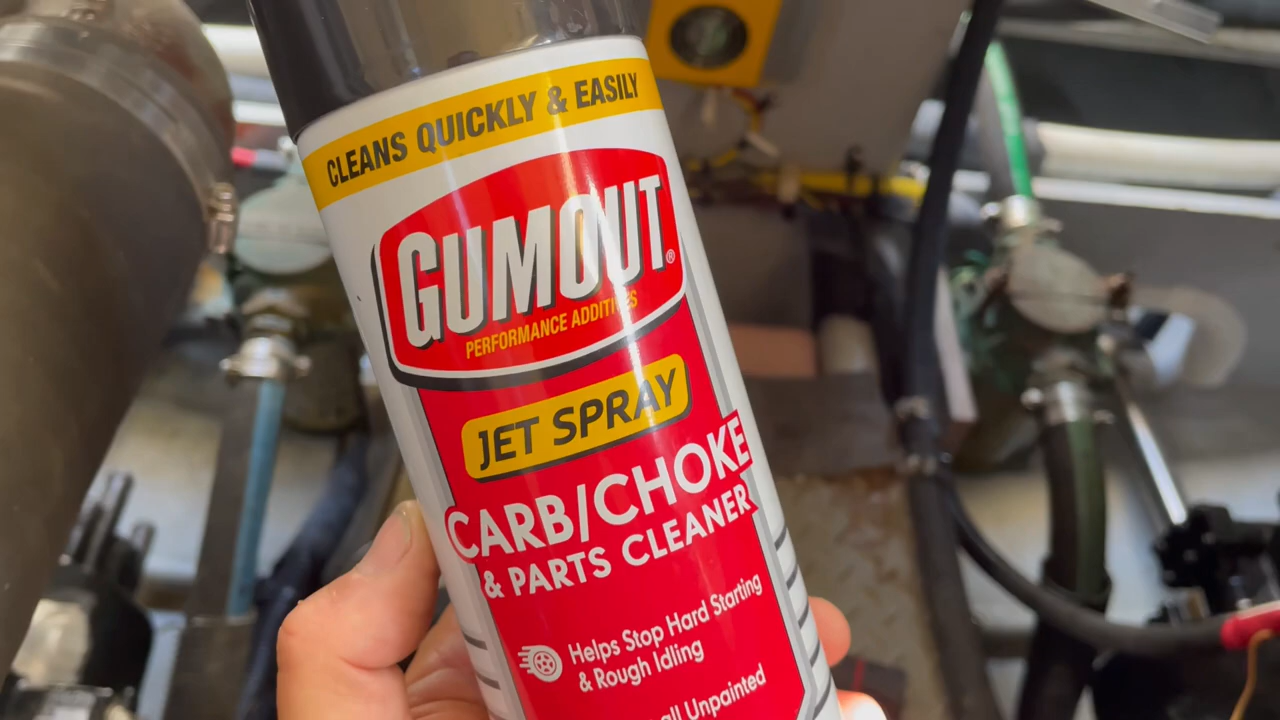 CLEANS QUICKLY & EASILY
GUMOUT®
PERFORMANCE ADDITIVES
JET SPRAY
CARB/CHOKE
& PARTS CLEANER
Helps Stop Hard Starting
& Rough Idling
all Unpainted